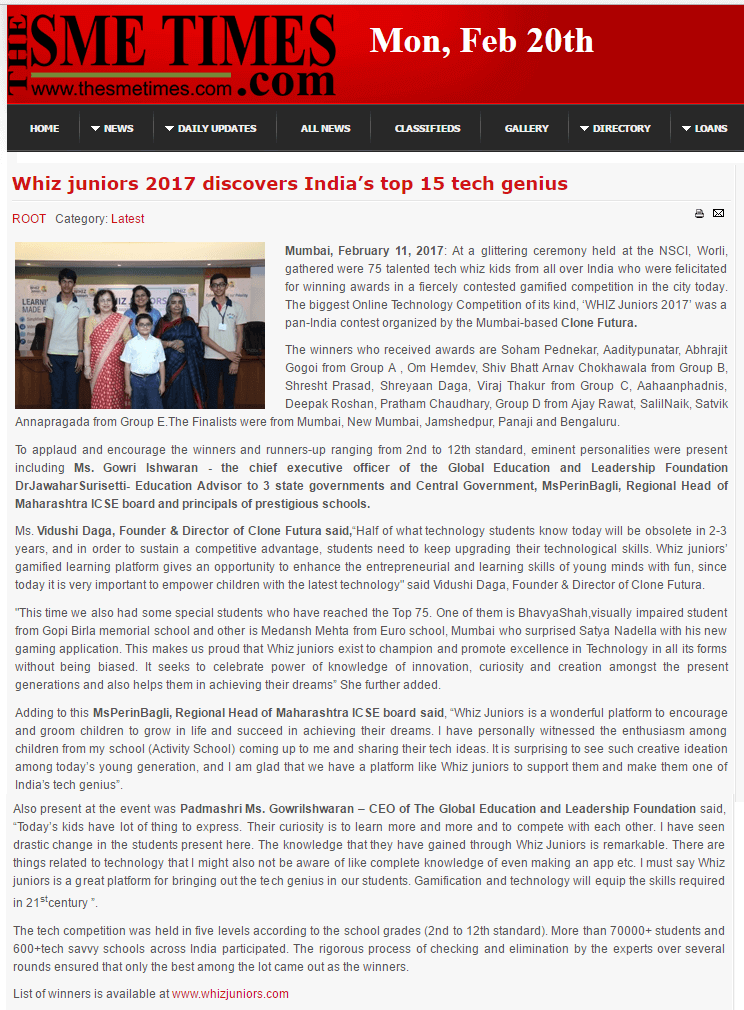 THE SME TIMES
.com
www.thesmetimes.com
Mon, Feb 20th
HOME NEWS DAILY UPDATES ALL NEWS CLASSIFIEDS GALLERY DIRECTORY LOANS
Whiz juniors 2017 discovers India’s top 15 tech genius
ROOT Category: Latest
WHIZ JUNIORS
LEARN
MADE F
Mumbai, February 11, 2017: At a glittering ceremony held at the NSCI, Worli,
gathered were 75 talented tech whiz kids from all over India who were felicitated
for winning awards in a fiercely contested gamified competition in the city today.
The biggest Online Technology Competition of its kind, ‘WHIZ Juniors 2017’ was a
pan-India contest organized by the Mumbai-based Clone Futura.
The winners who received awards are Soham Pednekar, Aaditypunatar, Abhrajit
Gogoi from Group A , Om Hemdev, Shiv Bhatt Arnav Chokhawala from Group B,
Shresht Prasad, Shreyaan Daga, Viraj Thakur from Group C, Aahaanphadnis,
Deepak Roshan, Pratham Chaudhary, Group D from Ajay Rawat, SalilNaik, Satvik
Annapragada from Group E.The Finalists were from Mumbai, New Mumbai, Jamshedpur, Panaji and Bengaluru.
To applaud and encourage the winners and runners-up ranging from 2nd to 12th standard, eminent personalities were present
including Ms. Gowri Ishwaran - the chief executive officer of the Global Education and Leadership Foundation
DrJawaharSurisetti- Education Advisor to 3 state governments and Central Government, MsPerinBagli, Regional Head of
Maharashtra ICSE board and principals of prestigious schools.
Ms. Vidushi Daga, Founder & Director of Clone Futura said,“Half of what technology students know today will be obsolete in 2-3
years, and in order to sustain a competitive advantage, students need to keep upgrading their technological skills. Whiz juniors’
gamified learning platform gives an opportunity to enhance the entrepreneurial and learning skills of young minds with fun, since
today it is very important to empower children with the latest technology" said Vidushi Daga, Founder & Director of Clone Futura.
"This time we also had some special students who have reached the Top 75. One of them is BhavyaShah,visually impaired student
from Gopi Birla memorial school and other is Medansh Mehta from Euro school, Mumbai who surprised Satya Nadella with his new
gaming application. This makes us proud that Whiz juniors exist to champion and promote excellence in Technology in all its forms
without being biased. It seeks to celebrate power of knowledge of innovation, curiosity and creation amongst the present
generations and also helps them in achieving their dreams” She further added.
Adding to this MsPerinBagli, Regional Head of Maharashtra ICSE board said, “Whiz Juniors is a wonderful platform to encourage
and groom children to grow in life and succeed in achieving their dreams. I have personally witnessed the enthusiasm among
children from my school (Activity School) coming up to me and sharing their tech ideas. It is surprising to see such creative ideation
among today’s young generation, and I am glad that we have a platform like Whiz juniors to support them and make them one of
India’s tech genius”.
Also present at the event was Padmashri Ms. GowriIshwaran – CEO of The Global Education and Leadership Foundation said,
“Today’s kids have lot of thing to express. Their curiosity is to learn more and more and to compete with each other. I have seen
drastic change in the students present here. The knowledge that they have gained through Whiz Juniors is remarkable. There are
things related to technology that I might also not be aware of like complete knowledge of even making an app etc. I must say Whiz
juniors is a great platform for bringing out the tech genius in our students. Gamification and technology will equip the skills required
in 21stcentury ”.
The tech competition was held in five levels according to the school grades (2nd to 12th standard). More than 70000+ students and
600+tech savvy schools across India participated. The rigorous process of checking and elimination by the experts over several
rounds ensured that only the best among the lot came out as the winners.
List of winners is available at www.whizjuniors.com